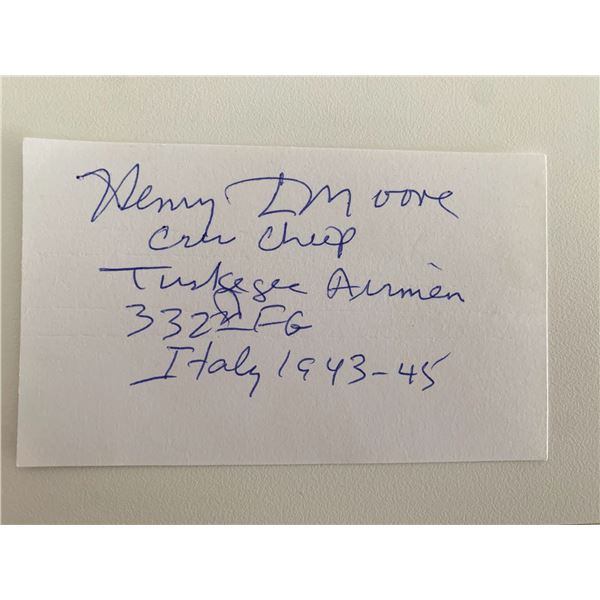 Henry L Moore
Crew Chief
Tuskegee Airmen
332nd FG
Italy 1943-45